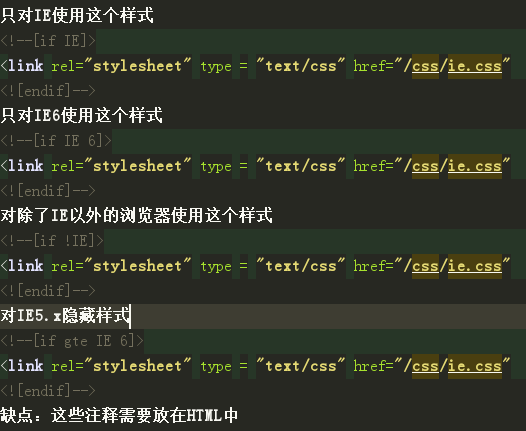 只对IE使用这个样式
<!--[if IE]>
<link rel="stylesheet" type = "text/css" href="/css/ie.css"
<![endif]-->
只对IE6使用这个样式
<!--[if IE 6]>
<link rel="stylesheet" type = "text/css" href="/css/ie.css"
<![endif]-->
对除了IE以外的浏览器使用这个样式
<!--[if !IE]>
<link rel="stylesheet" type = "text/css" href="/css/ie.css"
<![endif]-->
对IE5.x隐藏样式
<!--[if gte IE 6]>
<link rel="stylesheet" type = "text/css" href="/css/ie.css"
<![endif]-->
缺点：这些注释需要放在HTML中